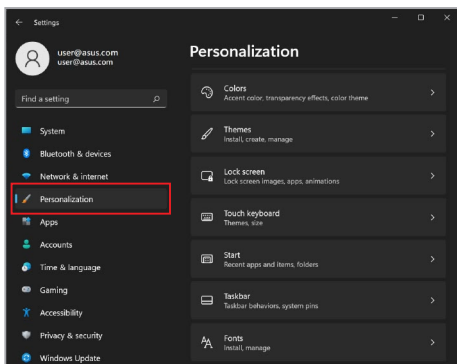 Settings
user@asus.com
user@asus.com
Find a setting
System
Bluetooth & devices
Network & internet
Personalization
Apps
Accounts
Time & language
Gaming
Accessibility
Privacy & security
Windows Update
Personalization
Colors
Accent color, transparency effects, color theme
Themes
Install, create, manage
Lock screen
Lock screen images, apps, animations
Touch keyboard
Themes, size
Start
Recent apps and items, folders
Taskbar
Taskbar behaviors, system pins
Fonts
Install, manage